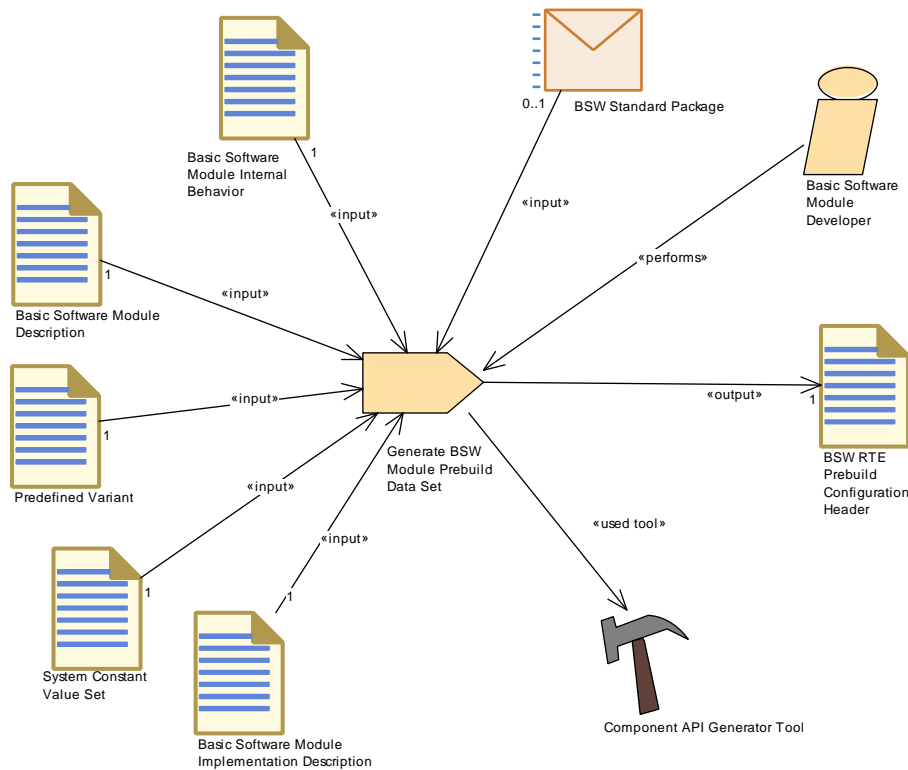 0..1
BSW Standard Package
1
Basic Software
Module Internal
Behavior
«input»
«input»
Basic Software
Module
Developer
«performs»
1
«input»
Basic Software Module
Description
«input»
1
Predefined Variant
«output»
1
Generate BSW
Module Prebuild
Data Set
BSW RTE
Prebuild
Configuration
Header
«input»
«used tool»
«input»
1
1
System Constant
Value Set
Component API Generator Tool
Basic Software Module
Implementation Description